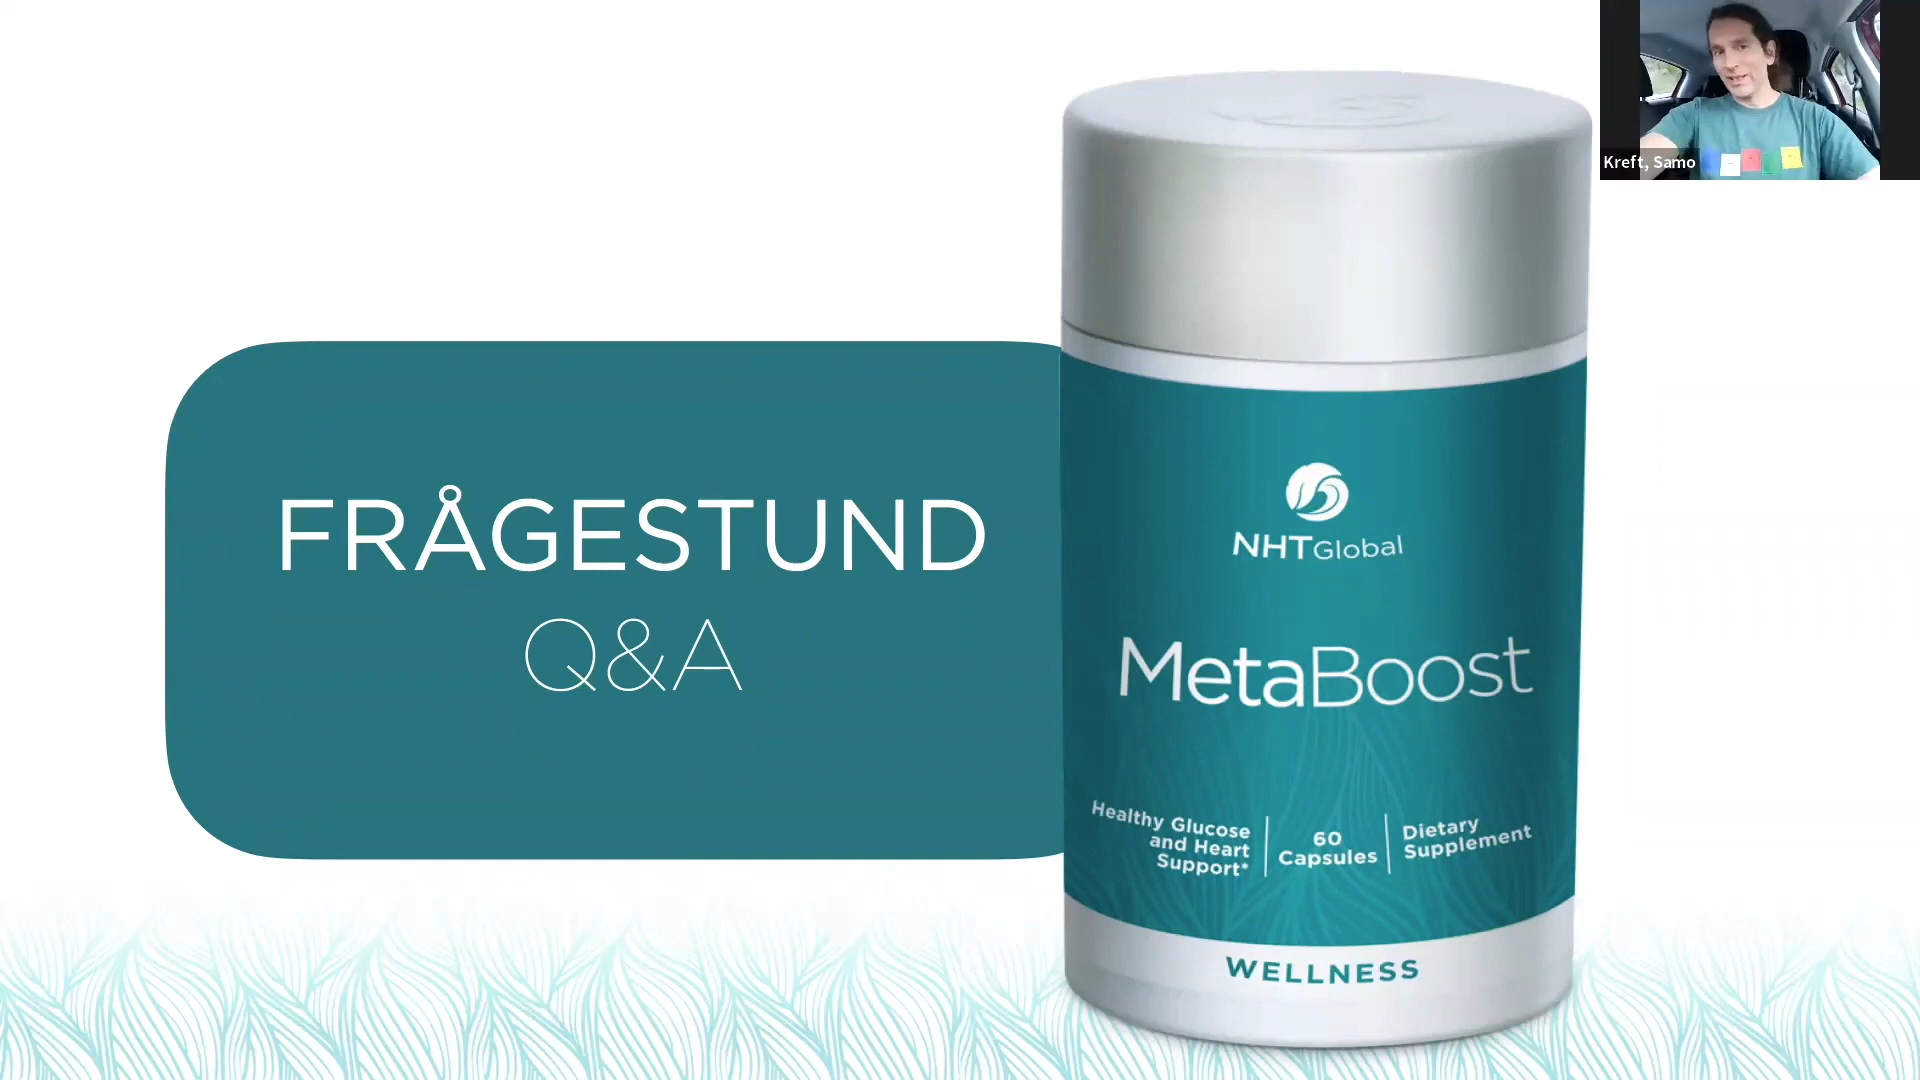 Kreft, Samo
FRÅGESTUND
Q&A
NHTGlobal
MetaBoost
Healthy Glucose
and Heart
Support*
60
Capsules
Dietary
Supplement
WELLNESS